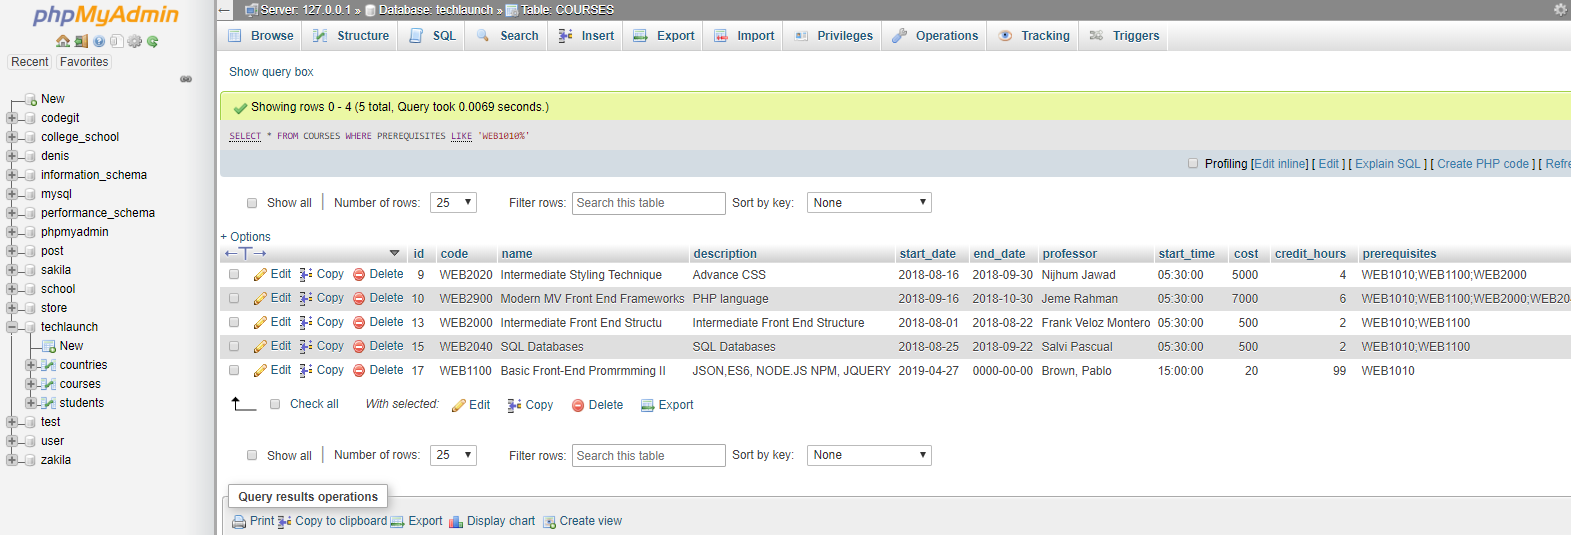 phpMyAdmin
Recent Favorites
New
codegit
college_school
denis
information_schema
mysql
performance_schema
phpmyadmin
post
sakila
school
store
techlaunch
New
countries
courses
students
test
user
zakila
Server: 127.0.0.1 » Database: techlaunch » Table: COURSES
Browse Structure SQL Search Insert Export Import Privileges Operations Tracking Triggers
Show query box
Showing rows 0 - 4 (5 total, Query took 0.0069 seconds.)
SELECT * FROM COURSES WHERE PREREQUISITES LIKE 'WEB1010%'
Profiling [Edit inline] [ Edit ] [ Explain SQL ] [ Create PHP code ] [ Refre
Show all Number of rows: 25 Filter rows: Search this table Sort by key: None
+ Options
←T→ id code name description start_date end_date professor start_time cost credit_hours prerequisites
Edit Copy Delete 9 WEB2020 Intermediate Styling Technique Advance CSS 2018-08-16 2018-09-30 Nijhum Jawad 05:30:00 5000 4 WEB1010;WEB1100;WEB2000
Edit Copy Delete 10 WEB2900 Modern MV Front End Frameworks PHP language 2018-09-16 2018-10-30 Jeme Rahman 05:30:00 7000 6 WEB1010;WEB1100;WEB2000;WEB204
Edit Copy Delete 13 WEB2000 Intermediate Front End Structu Intermediate Front End Structure 2018-08-01 2018-08-22 Frank Veloz Montero 05:30:00 500 2 WEB1010;WEB1100
Edit Copy Delete 15 WEB2040 SQL Databases SQL Databases 2018-08-25 2018-09-22 Salvi Pascual 05:30:00 500 2 WEB1010;WEB1100
Edit Copy Delete 17 WEB1100 Basic Front-End Promrmming II JSON,ES6, NODE.JS NPM, JQUERY 2019-04-27 0000-00-00 Brown, Pablo 15:00:00 20 99 WEB1010
Check all With selected: Edit Copy Delete Export
Show all Number of rows: 25 Filter rows: Search this table Sort by key: None
Query results operations
Print Copy to clipboard Export Display chart Create view